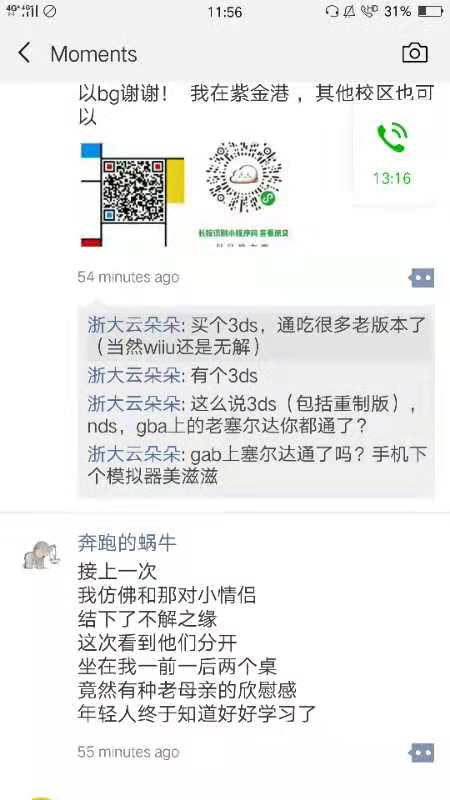 11:56
31%
Moments
以bg谢谢！ 我在紫金港，其他校区也可
以
13:16
长按识别小程序码 查看原文
54 minutes ago
浙大云朵朵: 买个3ds，通吃很多老版本了
（当然wiiu还是无解）
浙大云朵朵: 有个3ds
浙大云朵朵: 这么说3ds（包括重制版），
nds，gba上的老塞尔达你都通了？
浙大云朵朵: gab上塞尔达通了吗？手机下
个模拟器美滋滋
奔跑的蜗牛
接上一次
我仿佛和那对小情侣
结下了不解之缘
这次看到他们分开
坐在我一前一后两个桌
竟然有种老母亲的欣慰感
年轻人终于知道好好学习了
55 minutes ago